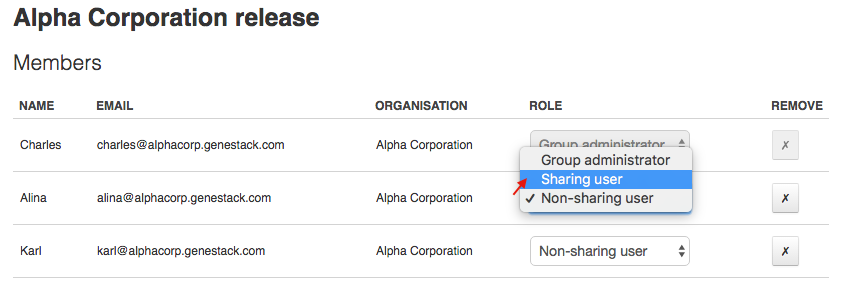 Alpha Corporation release
Members
NAME EMAIL ORGANISATION ROLE REMOVE
Charles charles@alphacorp.genestack.com Alpha Corporation Group administrator ✗
Group administrator
Sharing user
Alina alina@alphacorp.genestack.com Alpha Corporation ✓ Non-sharing user ✗
Karl karl@alphacorp.genestack.com Alpha Corporation Non-sharing user ✗